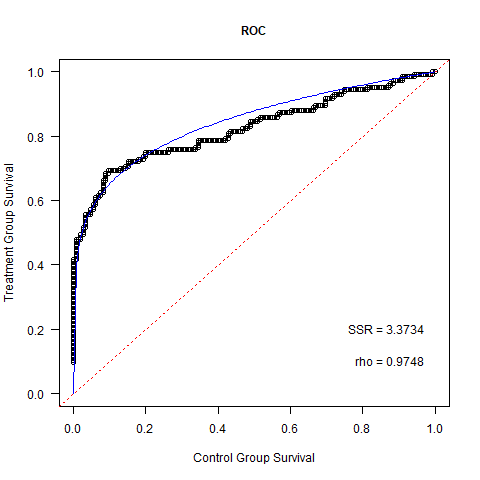 ROC
Treatment Group Survival
1.0
0.8
0.6
0.4
0.2
0.0
SSR = 3.3734
rho = 0.9748
0.0 0.2 0.4 0.6 0.8 1.0
Control Group Survival